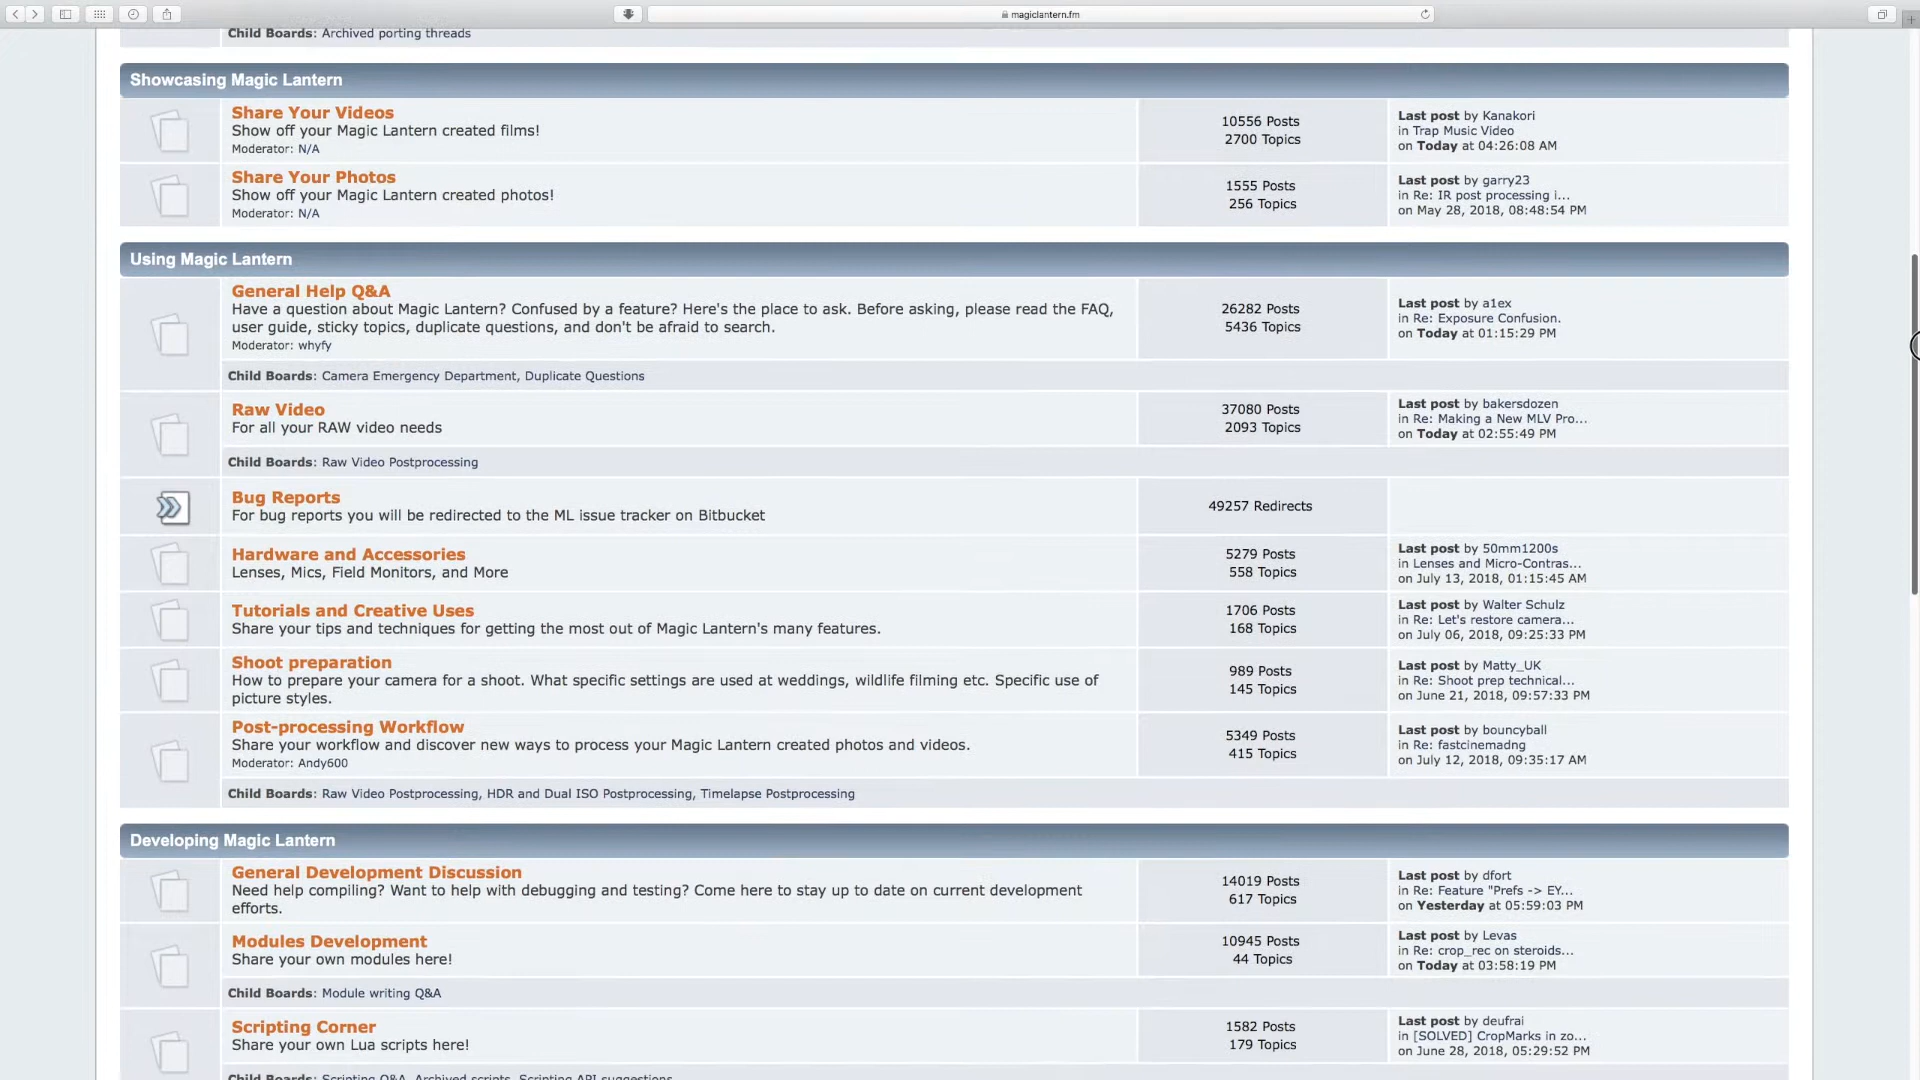 magiclantern.fm
Child Boards: Archived porting threads
Showcasing Magic Lantern
Share Your Videos
Show off your Magic Lantern created films!
Moderator: N/A
10556 Posts
2700 Topics
Last post by Kanakori
in Trap Music Video
on Today at 04:26:08 AM
Share Your Photos
Show off your Magic Lantern created photos!
Moderator: N/A
1555 Posts
256 Topics
Last post by garry23
in Re: IR post processing i...
on May 28, 2018, 08:48:54 PM
Using Magic Lantern
General Help Q&A
Have a question about Magic Lantern? Confused by a feature? Here's the place to ask. Before asking, please read the FAQ,
user guide, sticky topics, duplicate questions, and don't be afraid to search.
Moderator: whyfy
26282 Posts
5436 Topics
Last post by a1ex
in Re: Exposure Confusion.
on Today at 01:15:29 PM
Child Boards: Camera Emergency Department, Duplicate Questions
Raw Video
For all your RAW video needs
37080 Posts
2093 Topics
Last post by bakersdozen
in Re: Making a New MLV Pro...
on Today at 02:55:49 PM
Child Boards: Raw Video Postprocessing
Bug Reports
For bug reports you will be redirected to the ML issue tracker on Bitbucket
49257 Redirects
Hardware and Accessories
Lenses, Mics, Field Monitors, and More
5279 Posts
558 Topics
Last post by 50mm1200s
in Lenses and Micro-Contras...
on July 13, 2018, 01:15:45 AM
Tutorials and Creative Uses
Share your tips and techniques for getting the most out of Magic Lantern's many features.
1706 Posts
168 Topics
Last post by Walter Schulz
in Re: Let's restore camera...
on July 06, 2018, 09:25:33 PM
Shoot preparation
How to prepare your camera for a shoot. What specific settings are used at weddings, wildlife filming etc. Specific use of
picture styles.
989 Posts
145 Topics
Last post by Matty_UK
in Re: Shoot prep technical...
on June 21, 2018, 09:57:33 PM
Post-processing Workflow
Share your workflow and discover new ways to process your Magic Lantern created photos and videos.
Moderator: Andy600
5349 Posts
415 Topics
Last post by bouncyball
in Re: fastcinemadng
on July 12, 2018, 09:35:17 AM
Child Boards: Raw Video Postprocessing, HDR and Dual ISO Postprocessing, Timelapse Postprocessing
Developing Magic Lantern
General Development Discussion
Need help compiling? Want to help with debugging and testing? Come here to stay up to date on current development
efforts.
14019 Posts
617 Topics
Last post by dfort
in Re: Feature "Prefs -> EY...
on Yesterday at 05:59:03 PM
Modules Development
Share your own modules here!
10945 Posts
44 Topics
Last post by Levas
in Re: crop_rec on steroids...
on Today at 03:58:19 PM
Child Boards: Module writing Q&A
Scripting Corner
Share your own Lua scripts here!
1582 Posts
179 Topics
Last post by deufrai
in [SOLVED] CropMarks in zo...
on June 28, 2018, 05:29:52 PM
Child Boards: Scripting Q&A, Archived scripts, Scripting API suggestions